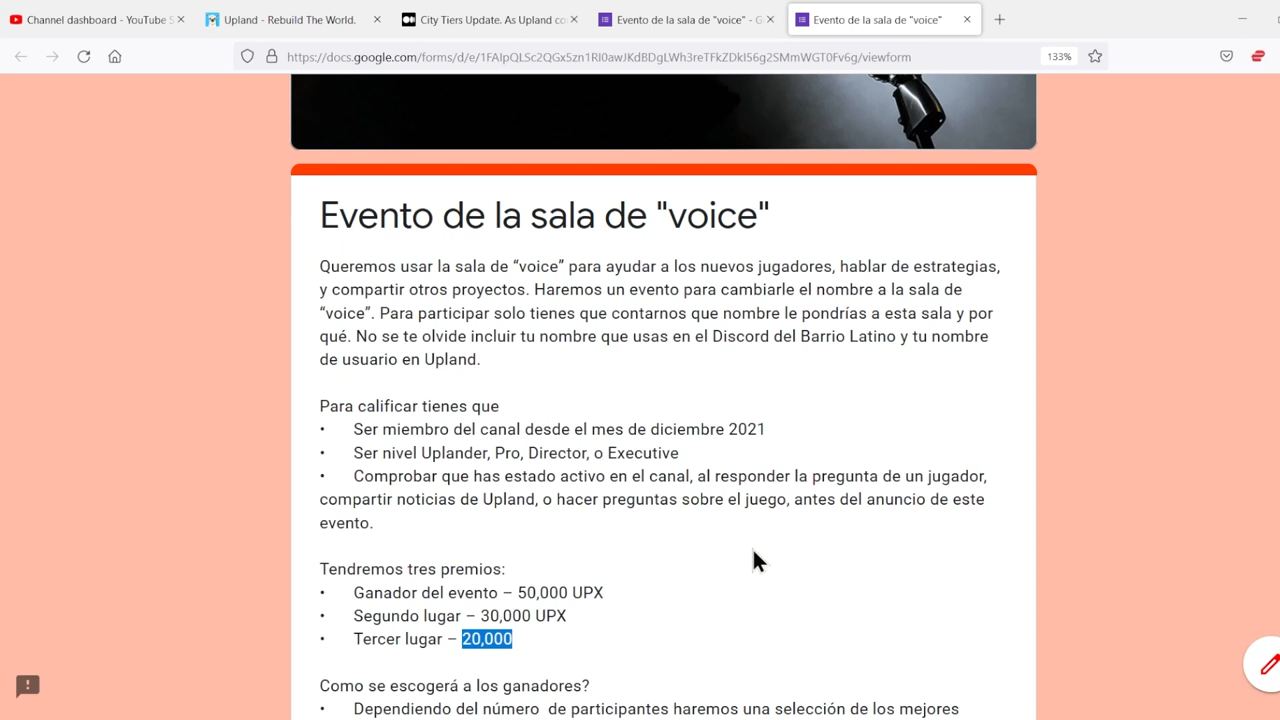 Channel dashboard - YouTube S
Upland - Rebuild The World.
City Tiers Update. As Upland co
Evento de la sala de "voice" - G
Evento de la sala de "voice"
https://docs.google.com/forms/d/e/1FAIpQLSc2QGx5zn1RI0awJKdBDgLWh3reTFkZDkI56g2SMmWGT0Fv6g/viewform
133%
Evento de la sala de "voice"
Queremos usar la sala de “voice” para ayudar a los nuevos jugadores, hablar de estrategias,
y compartir otros proyectos. Haremos un evento para cambiarle el nombre a la sala de
“voice”. Para participar solo tienes que contarnos que nombre le pondrías a esta sala y por
qué. No se te olvide incluir tu nombre que usas en el Discord del Barrio Latino y tu nombre
de usuario en Upland.
Para calificar tienes que
• Ser miembro del canal desde el mes de diciembre 2021
• Ser nivel Uplander, Pro, Director, o Executive
• Comprobar que has estado activo en el canal, al responder la pregunta de un jugador,
compartir noticias de Upland, o hacer preguntas sobre el juego, antes del anuncio de este
evento.
Tendremos tres premios:
• Ganador del evento – 50,000 UPX
• Segundo lugar – 30,000 UPX
• Tercer lugar – 20,000
Como se escogerá a los ganadores?
• Dependiendo del número de participantes haremos una selección de los mejores